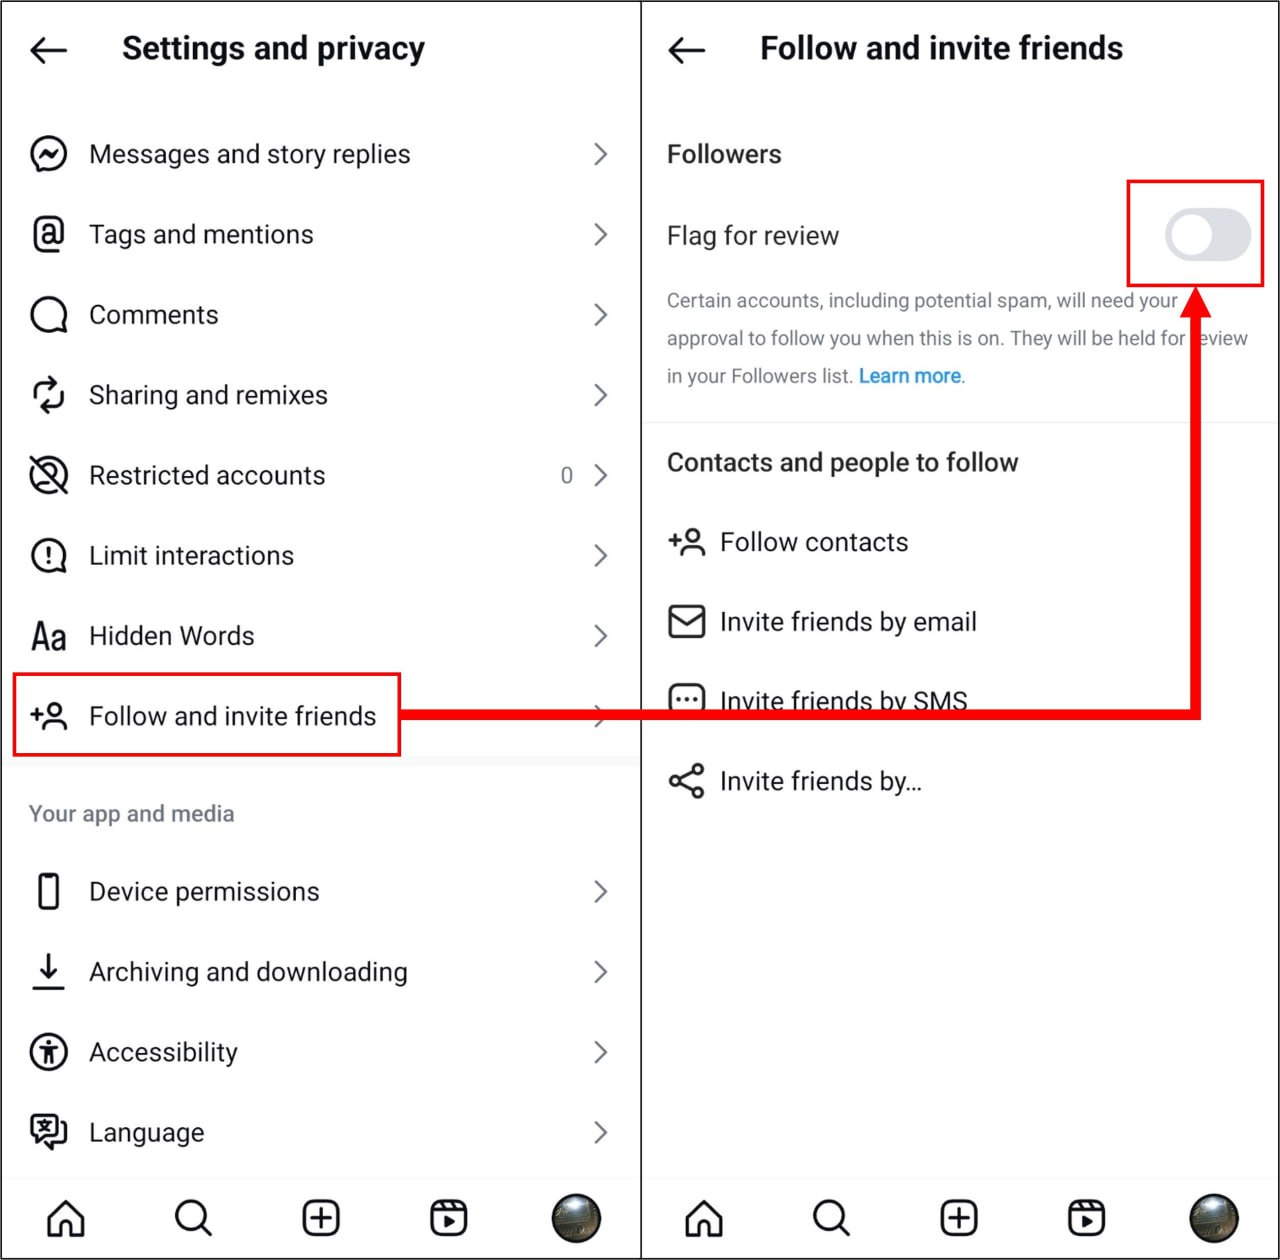 Settings and privacy
Messages and story replies
Tags and mentions
Comments
Sharing and remixes
Restricted accounts 0
Limit interactions
Aa Hidden Words
Follow and invite friends
Your app and media
Device permissions
Archiving and downloading
Accessibility
Language
Follow and invite friends
Followers
Flag for review
Certain accounts, including potential spam, will need your
approval to follow you when this is on. They will be held for review
in your Followers list. Learn more.
Contacts and people to follow
Follow contacts
Invite friends by email
Invite friends by SMS
Invite friends by...